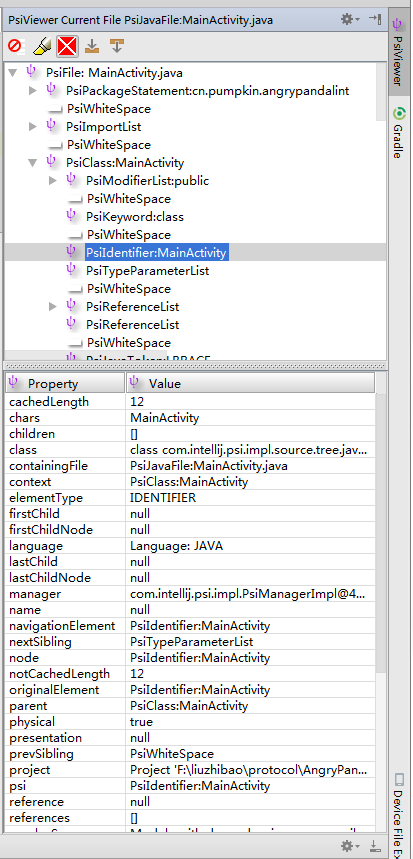 PsiViewer Current File PsiJavaFile:MainActivity.java
PsiFile: MainActivity.java
PsiPackageStatement:cn.pumpkin.angrypandalint
PsiWhiteSpace
PsiImportList
PsiWhiteSpace
PsiClass:MainActivity
PsiModifierList:public
PsiWhiteSpace
PsiKeyword:class
PsiWhiteSpace
PsiIdentifier:MainActivity
PsiTypeParameterList
PsiWhiteSpace
PsiReferenceList
PsiReferenceList
PsiWhiteSpace
PsiJavaToken:LBRACE
Property Value
cachedLength 12
chars MainActivity
children []
class class com.intellij.psi.impl.source.tree.jav...
containingFile PsiJavaFile:MainActivity.java
context PsiClass:MainActivity
elementType IDENTIFIER
firstChild null
firstChildNode null
language Language: JAVA
lastChild null
lastChildNode null
manager com.intellij.psi.impl.PsiManagerImpl@4...
name null
navigationElement PsiIdentifier:MainActivity
nextSibling PsiTypeParameterList
node PsiIdentifier:MainActivity
notCachedLength 12
originalElement PsiIdentifier:MainActivity
parent PsiClass:MainActivity
physical true
presentation null
prevSibling PsiWhiteSpace
project Project 'F:\liuzhibao\protocol\AngryPan...
psi PsiIdentifier:MainActivity
reference null
references []
PsiViewer
Gradle
Device File Ex